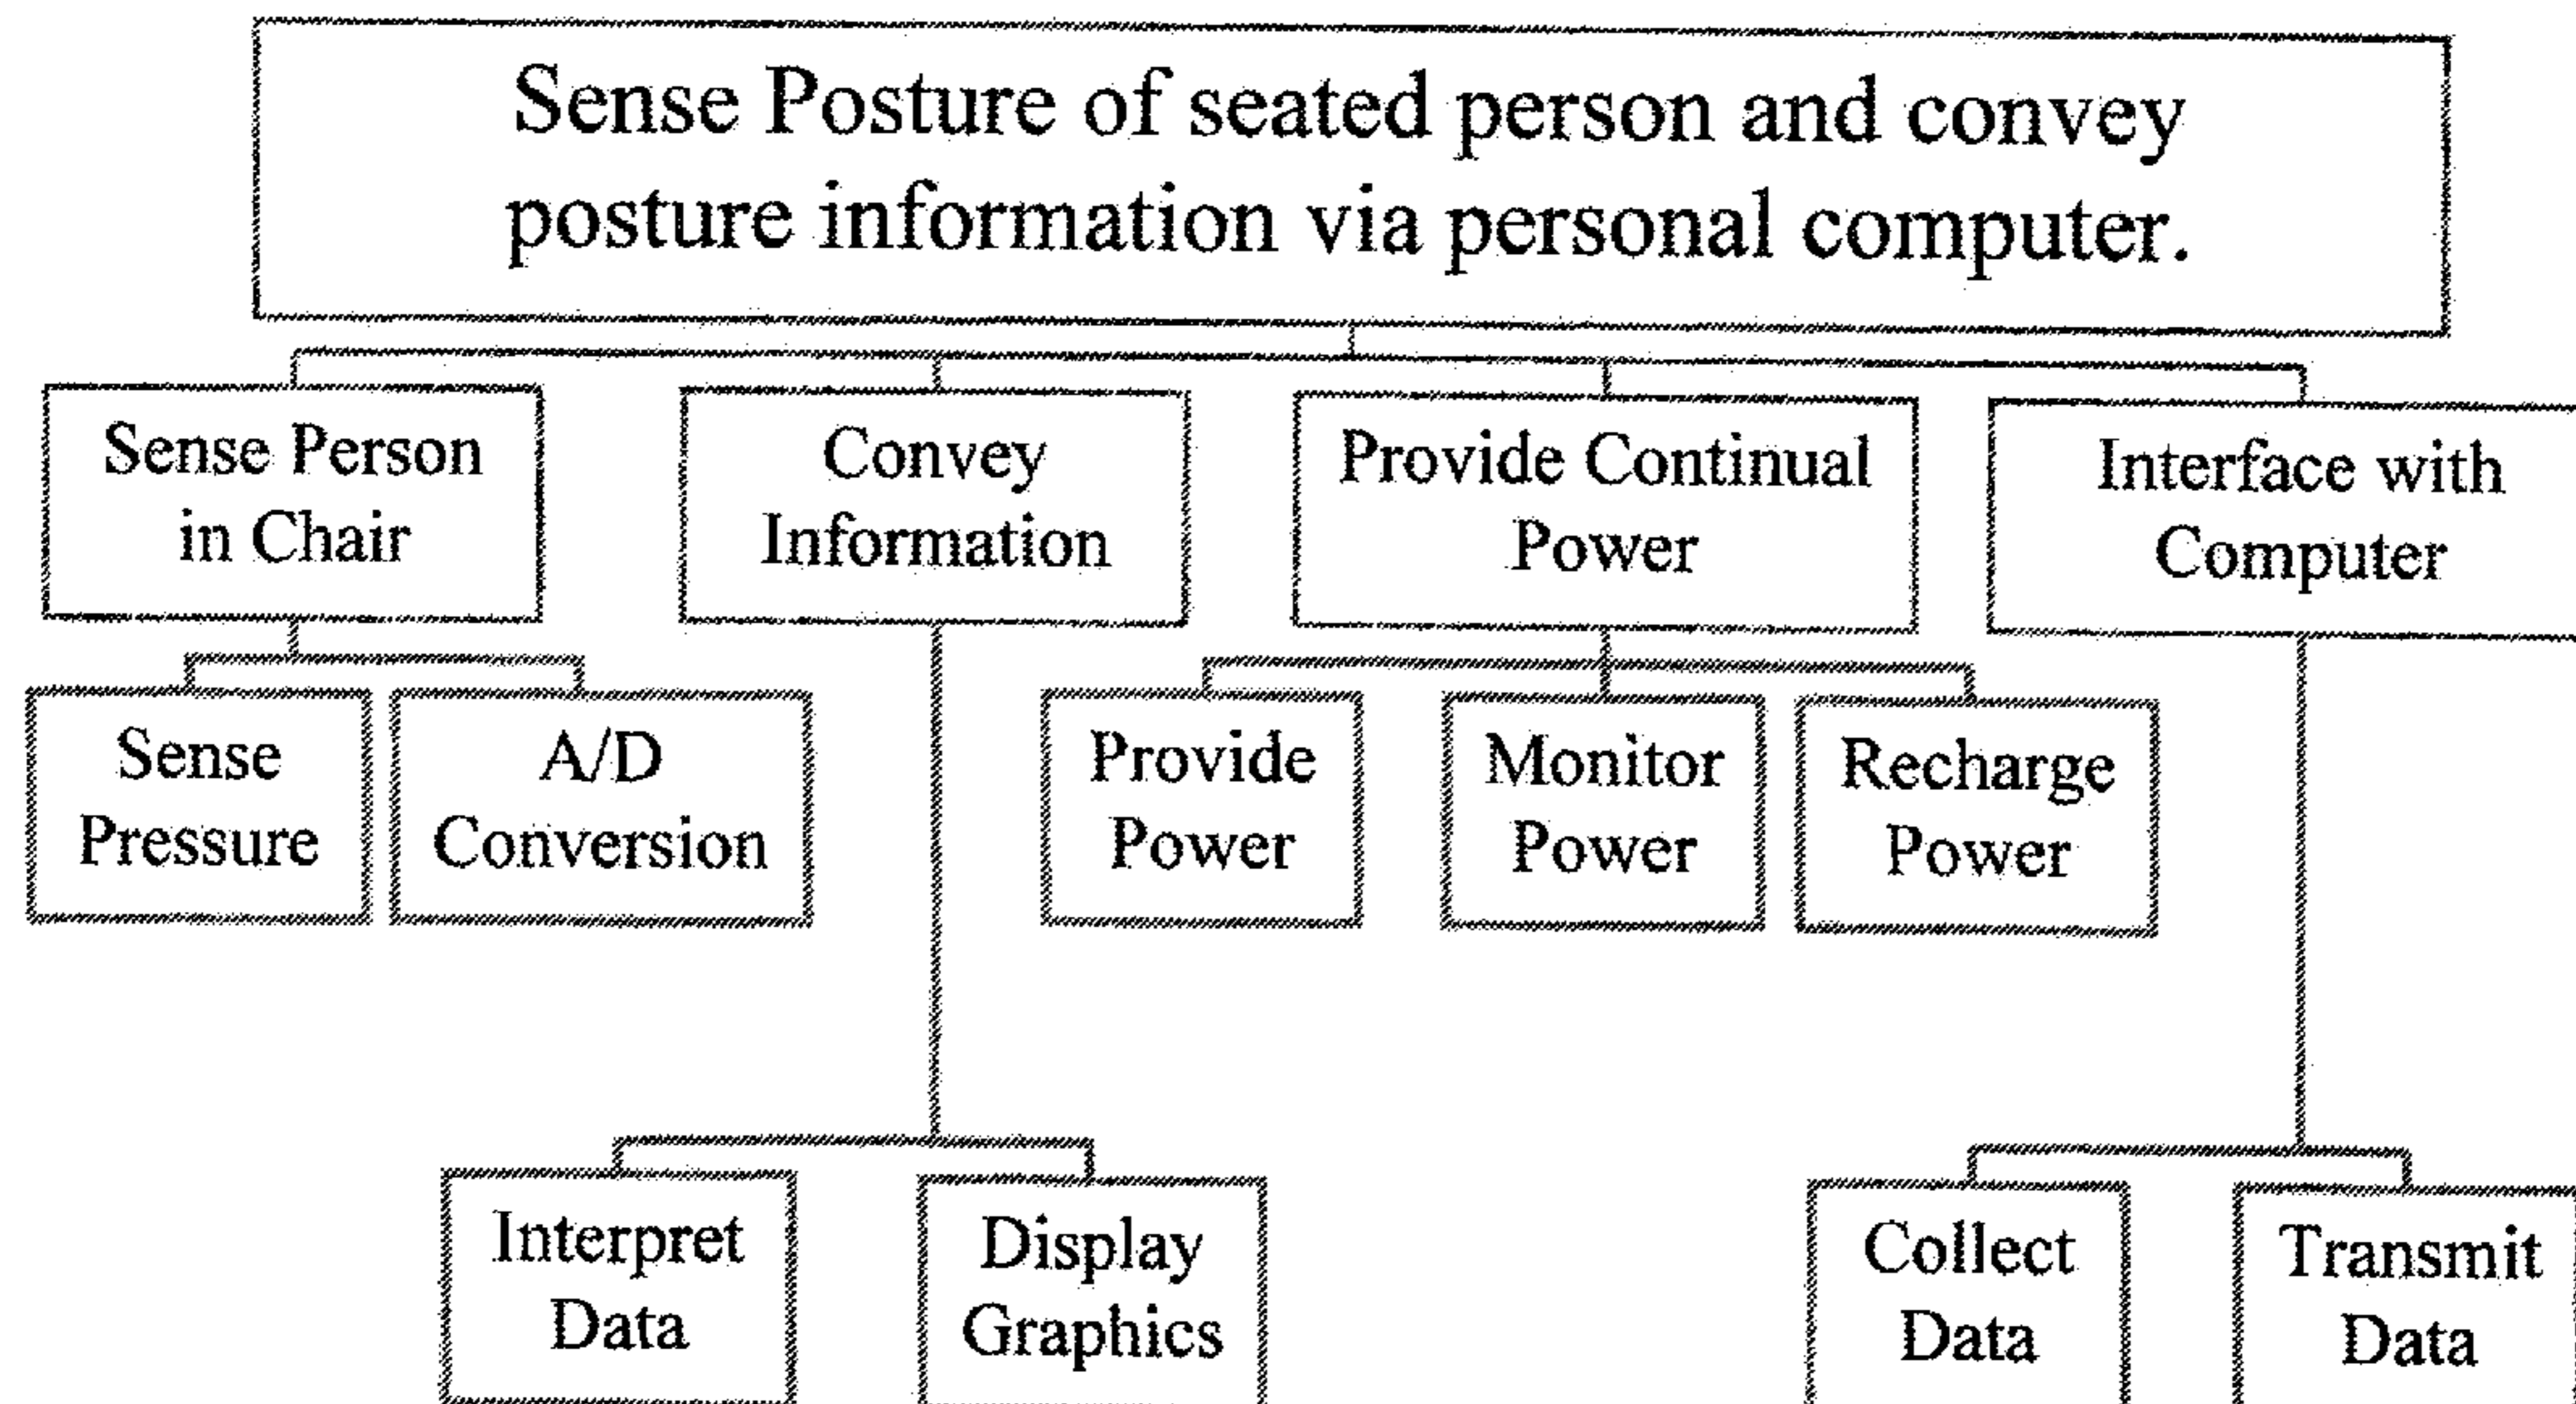 Sense Posture of seated person and convey
posture information via personal computer.
Sense Person
in Chair
Convey
Information
Provide Continual
Power
Interface with
Computer
Sense
Pressure
A/D
Conversion
Provide
Power
Monitor
Power
Recharge
Power
Interpret
Data
Display
Graphics
Collect
Data
Transmit
Data